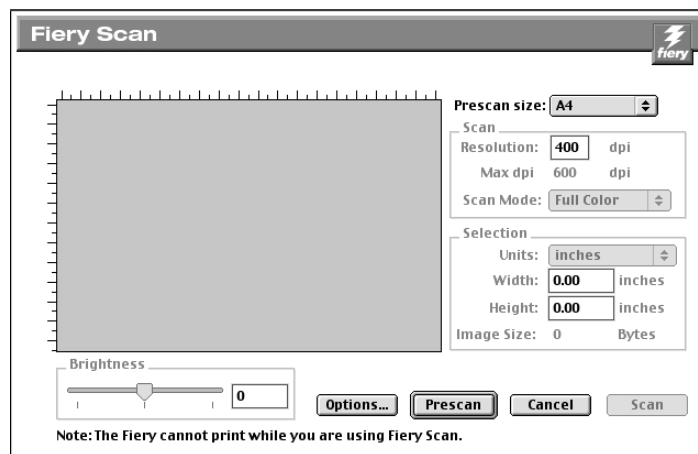 Fiery Scan
fiery
Prescan size: A4
Scan
Resolution: 400 dpi
Max dpi 600 dpi
Scan Mode: Full Color
Selection
Units: inches
Width: 0.00 inches
Height: 0.00 inches
Image Size: 0 Bytes
Brightness
0
Options... Prescan Cancel Scan
Note: The Fiery cannot print while you are using Fiery Scan.